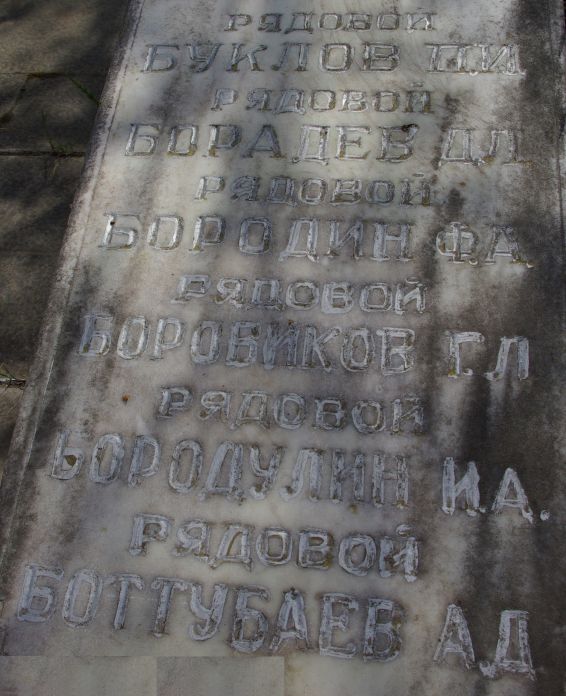 РЯДОВОЙ
БУКЛОВ П.И.
РЯДОВОЙ
БОРАДЕВ Д.Л
РЯДОВОЙ
БОРОДИН Ф.А.
РЯДОВОЙ
БОРОБИКОВ Г.Л
РЯДОВОЙ
БОРОДУЛИН И.А.
РЯДОВОЙ
БОТТУБАЕВ А.Д